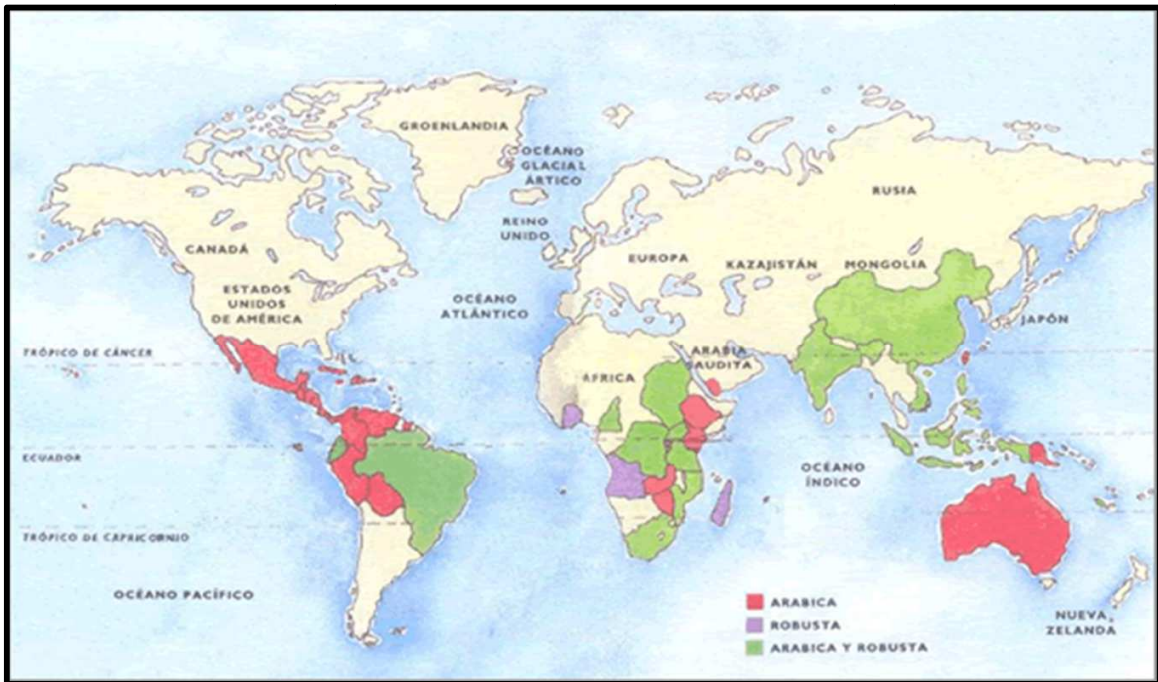 GROENLANDIA
OCÉANO
GLACIAL
ÁRTICO
RUSIA
REINO
UNIDO
CANADÁ
EUROPA
KAZAJISTÁN
MONGOLIA
ESTADOS
UNIDOS
DE AMÉRICA
OCÉANO
ATLÁNTICO
JAPÓN
TRÓPICO DE CÁNCER
ARABIA
SAUDITA
ÁFRICA
ECUADOR
OCÉANO
ÍNDICO
TRÓPICO DE CAPRICORNIO
OCÉANO PACÍFICO
ARABICA
ROBUSTA
ARABICA Y ROBUSTA
NUEVA
ZELANDA